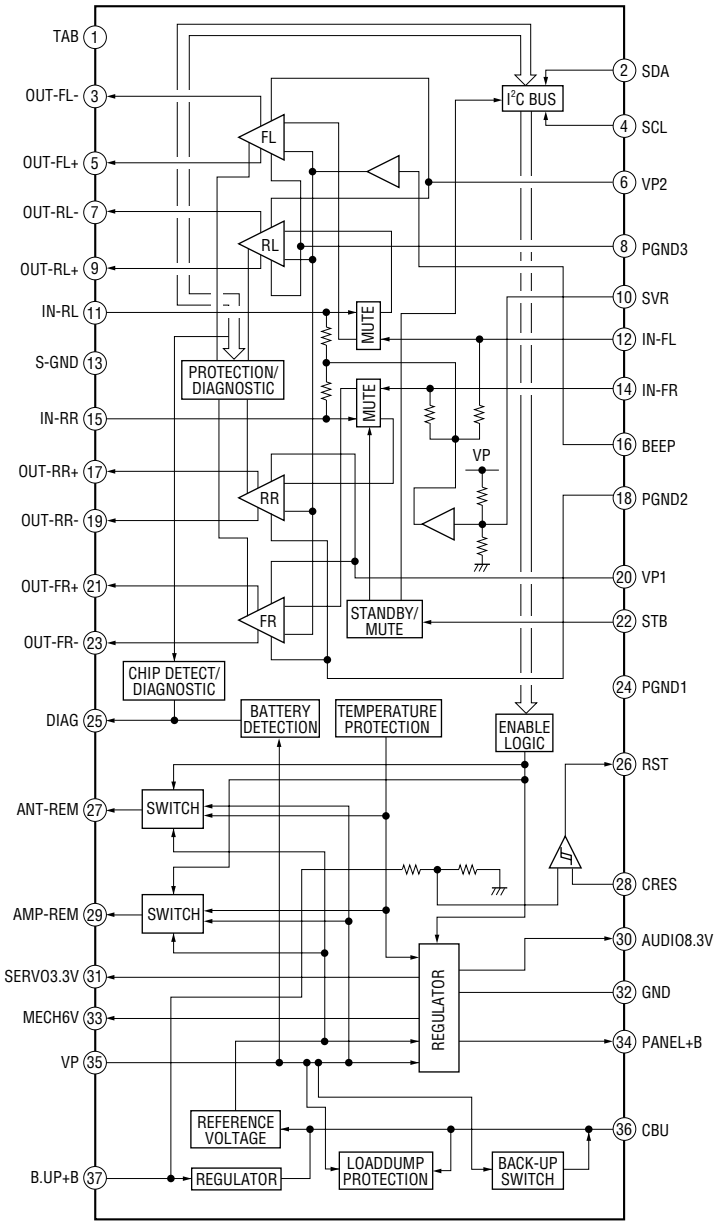 TAB 1
2 SDA
OUT-FL- 3
I²C BUS
4 SCL
FL
OUT-FL+ 5
6 VP2
OUT-RL- 7
RL
8 PGND3
OUT-RL+ 9
10 SVR
IN-RL 11
MUTE
12 IN-FL
S-GND 13
PROTECTION/
DIAGNOSTIC
MUTE
14 IN-FR
IN-RR 15
16 BEEP
VP
OUT-RR+ 17
RR
18 PGND2
OUT-RR- 19
20 VP1
OUT-FR+ 21
FR
STANDBY/
MUTE
22 STB
OUT-FR- 23
CHIP DETECT/
DIAGNOSTIC
24 PGND1
DIAG 25
BATTERY
DETECTION
TEMPERATURE
PROTECTION
ENABLE
LOGIC
26 RST
ANT-REM 27
SWITCH
28 CRES
AMP-REM 29
SWITCH
30 AUDIO8.3V
SERVO3.3V 31
REGULATOR
32 GND
MECH6V 33
34 PANEL+B
VP 35
REFERENCE
VOLTAGE
36 CBU
B.UP+B 37
REGULATOR
LOADDUMP
PROTECTION
BACK-UP
SWITCH